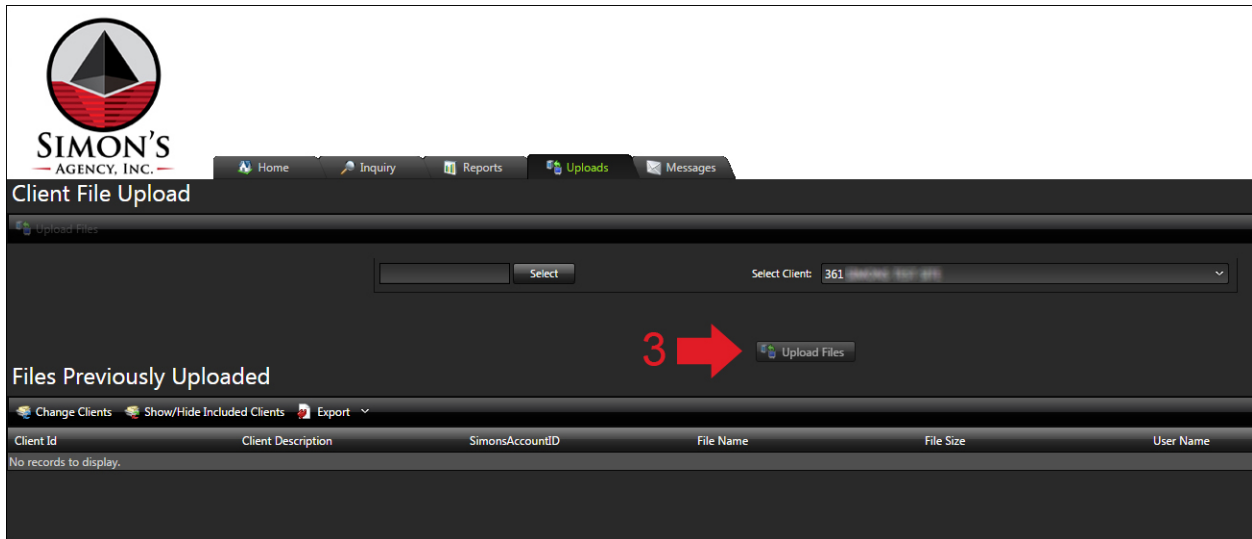 SIMON'S
AGENCY, INC.
Home Inquiry Reports Uploads Messages
Client File Upload
Upload Files
Select Select Client: 361
3 Upload Files
Files Previously Uploaded
Change Clients Show/Hide Included Clients Export
Client Id Client Description SimonsAccountID File Name File Size User Name
No records to display.